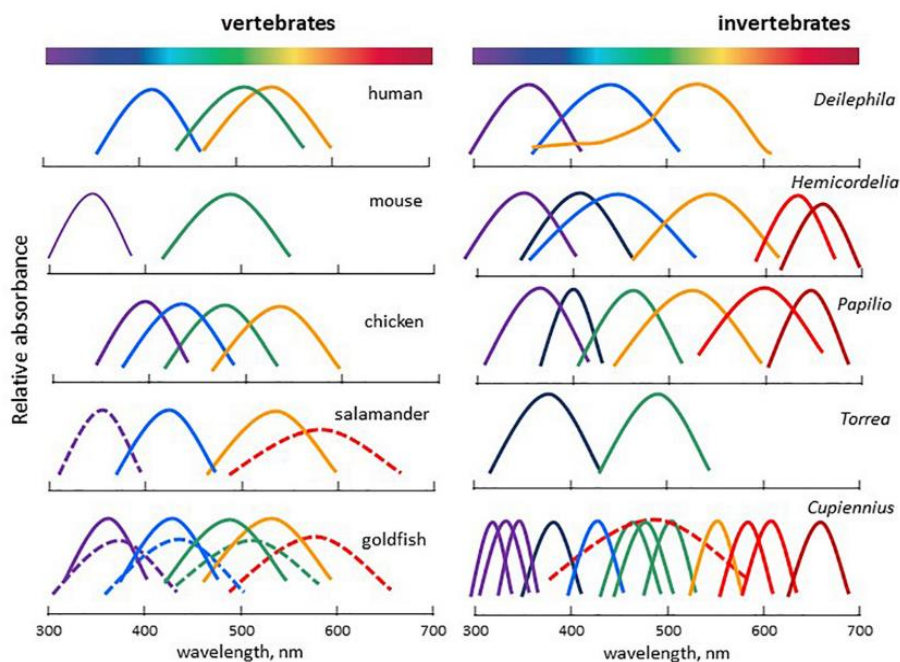 vertebrates
invertebrates
human
Deilephila
mouse
Hemicordelia
chicken
Papilio
salamander
Torrea
goldfish
Cupiennius
Relative absorbance
300 400 500 600 700
300 400 500 600 700
wavelength, nm
wavelength, nm